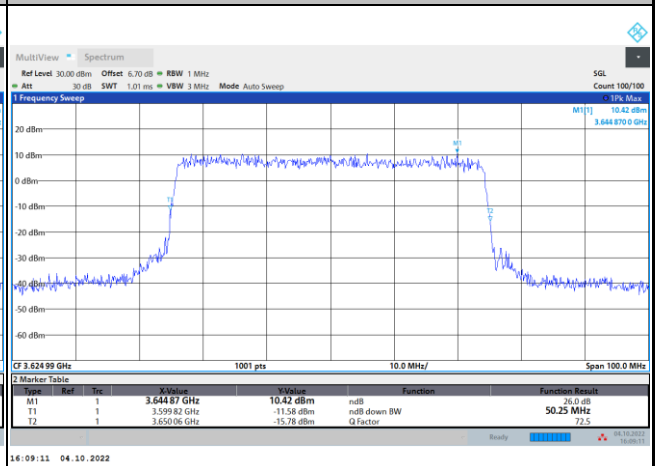 MultiView Spectrum
Ref Level 30.00 dBm Offset 6.70 dB RBW 1 MHz SGL
Att 30 dB SWT 1.01 ms VBW 3 MHz Mode Auto Sweep Count 100/100
1 Frequency Sweep 1Pk Max
M1[1] 10.42 dBm
3.644 870 0 GHz
M1
20 dBm
10 dBm
0 dBm
T1
-10 dBm
T2
-20 dBm
-30 dBm
-40 dBm
-50 dBm
-60 dBm
CF 3.624 99 GHz 1001 pts 10.0 MHz/ Span 100.0 MHz
2 Marker Table
Type Ref Trc X-Value Y-Value Function Function Result
M1 1 3.644 87 GHz 10.42 dBm ndB 26.0 dB
T1 1 3.599 82 GHz -11.58 dBm ndB down BW 50.25 MHz
T2 1 3.650 06 GHz -15.78 dBm Q Factor 72.5
Ready 04.10.2022
16:09:11
16:09:11 04.10.2022